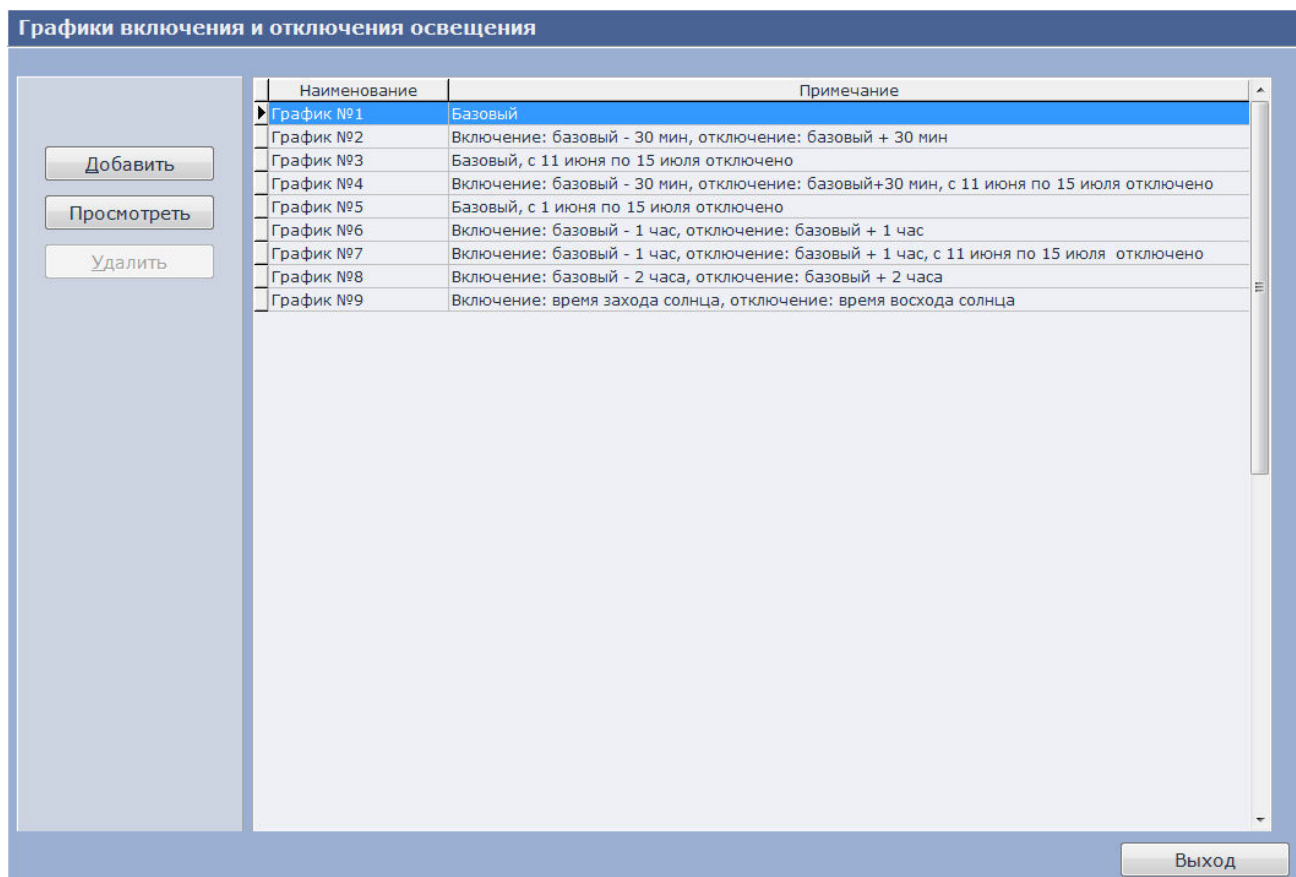 Графики включения и отключения освещения
Наименование Примечание
График №1 Базовый
График №2 Включение: базовый - 30 мин, отключение: базовый + 30 мин
График №3 Базовый, с 11 июня по 15 июля отключено
График №4 Включение: базовый - 30 мин, отключение: базовый+30 мин, с 11 июня по 15 июля отключено
График №5 Базовый, с 1 июня по 15 июля отключено
График №6 Включение: базовый - 1 час, отключение: базовый + 1 час
График №7 Включение: базовый - 1 час, отключение: базовый + 1 час, с 11 июня по 15 июля  отключено
График №8 Включение: базовый - 2 часа, отключение: базовый + 2 часа
График №9 Включение: время захода солнца, отключение: время восхода солнца
Добавить
Просмотреть
Удалить
Выход